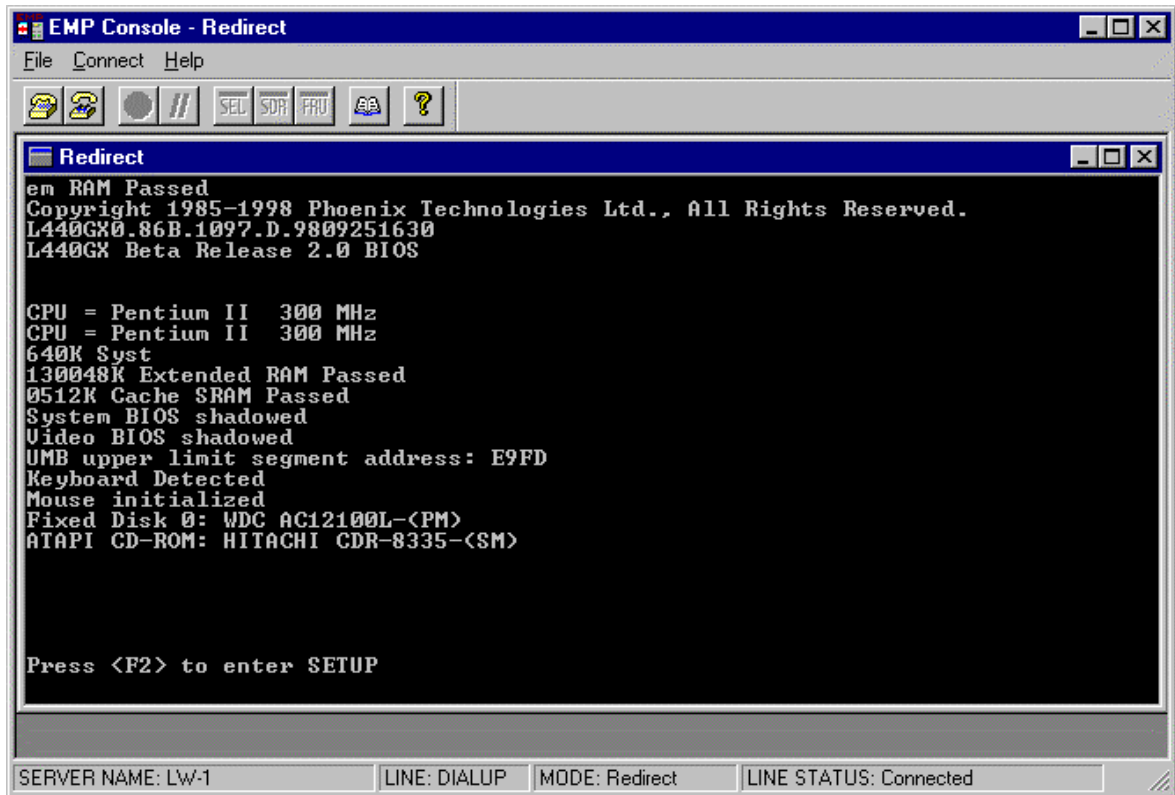 EMP Console - Redirect
File Connect Help
SEL SDR FRU
Redirect
em RAM Passed
Copyright 1985-1998 Phoenix Technologies Ltd., All Rights Reserved.
L440GX0.86B.1097.D.9809251630
L440GX Beta Release 2.0 BIOS
CPU = Pentium II 300 MHz
CPU = Pentium II 300 MHz
640K Syst
130048K Extended RAM Passed
0512K Cache SRAM Passed
System BIOS shadowed
Video BIOS shadowed
UMB upper limit segment address: E9FD
Keyboard Detected
Mouse initialized
Fixed Disk 0: WDC AC12100L-(PM)
ATAPI CD-ROM: HITACHI CDR-8335-(SM)
Press <F2> to enter SETUP
SERVER NAME: LW-1 LINE: DIALUP MODE: Redirect LINE STATUS: Connected